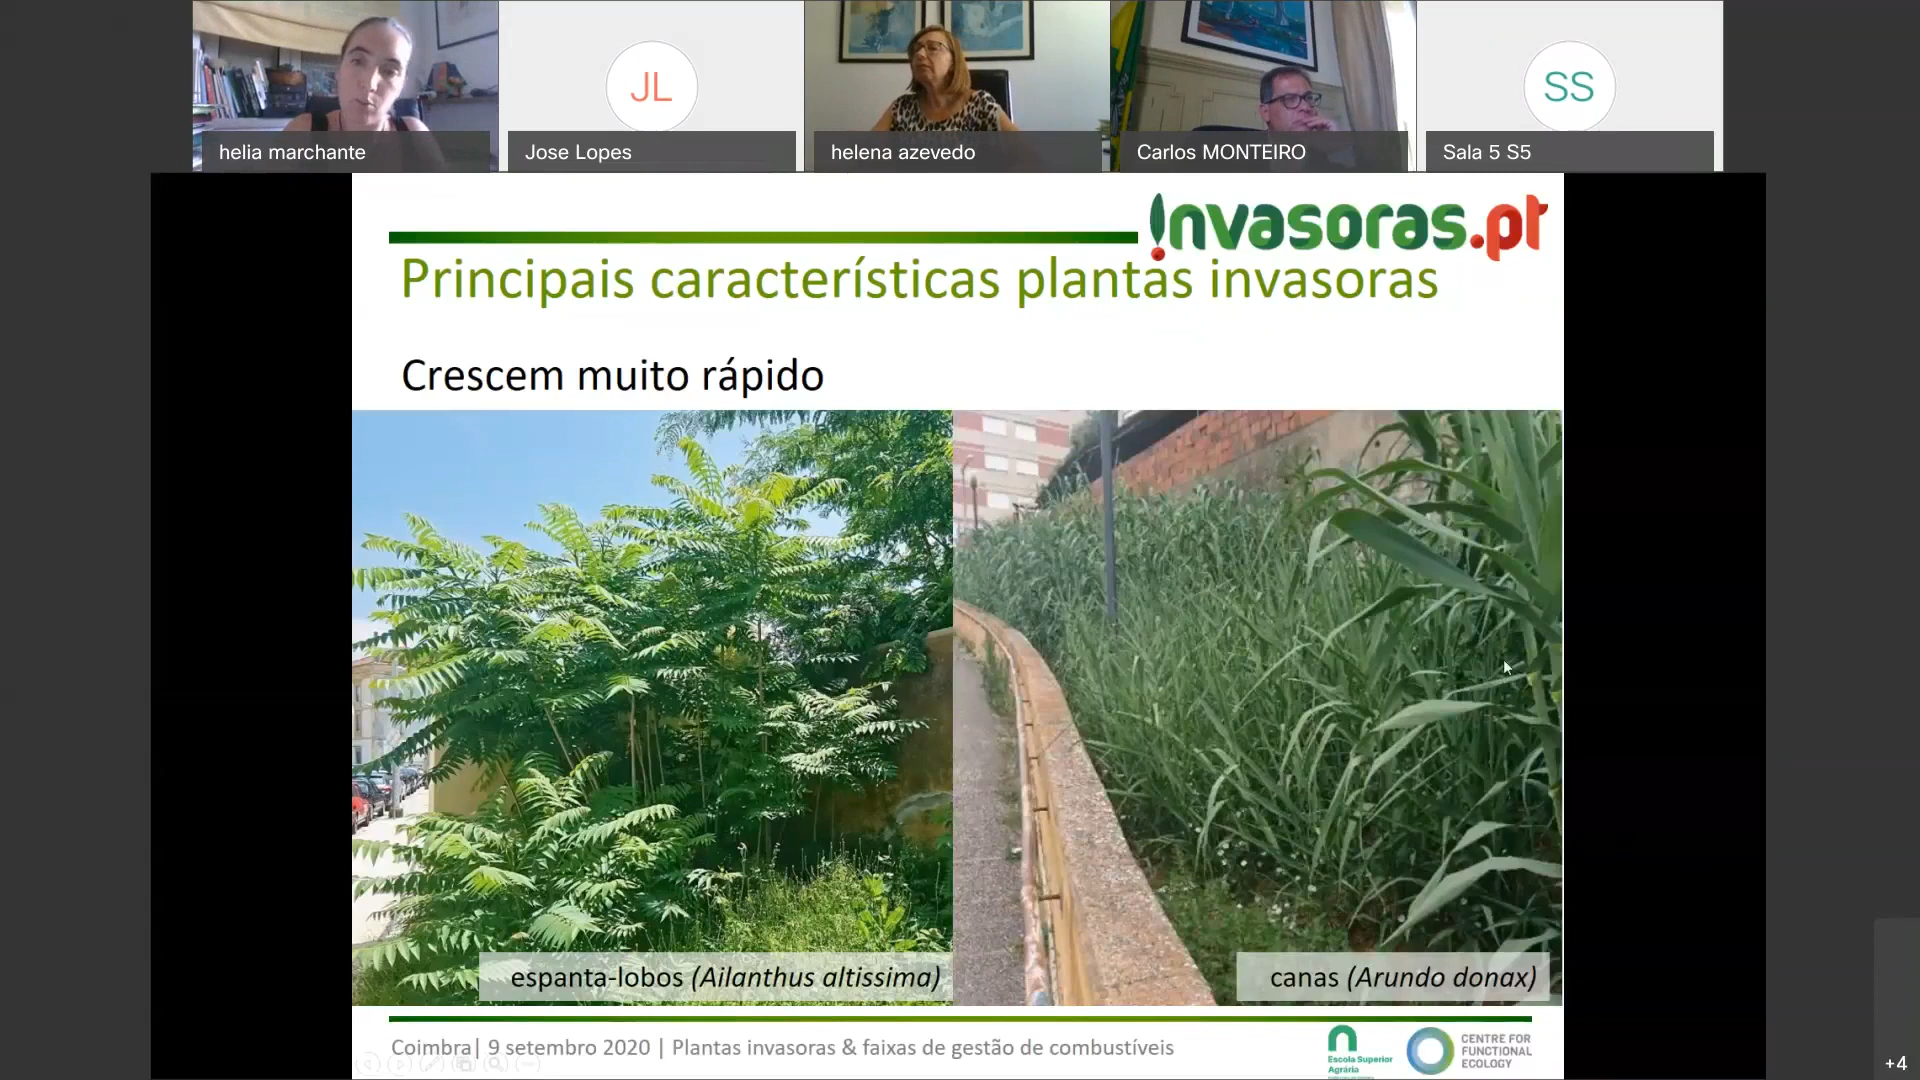 JL
SS
helia marchante
Jose Lopes
helena azevedo
Carlos MONTEIRO
Sala 5 S5
invasoras.pt
Principais características plantas invasoras
Crescem muito rápido
espanta-lobos (Ailanthus altissima)
canas (Arundo donax)
Coimbra| 9 setembro 2020 | Plantas invasoras & faixas de gestão de combustíveis
Escola Superior
Agrária
CENTRE FOR
FUNCTIONAL
ECOLOGY
+4